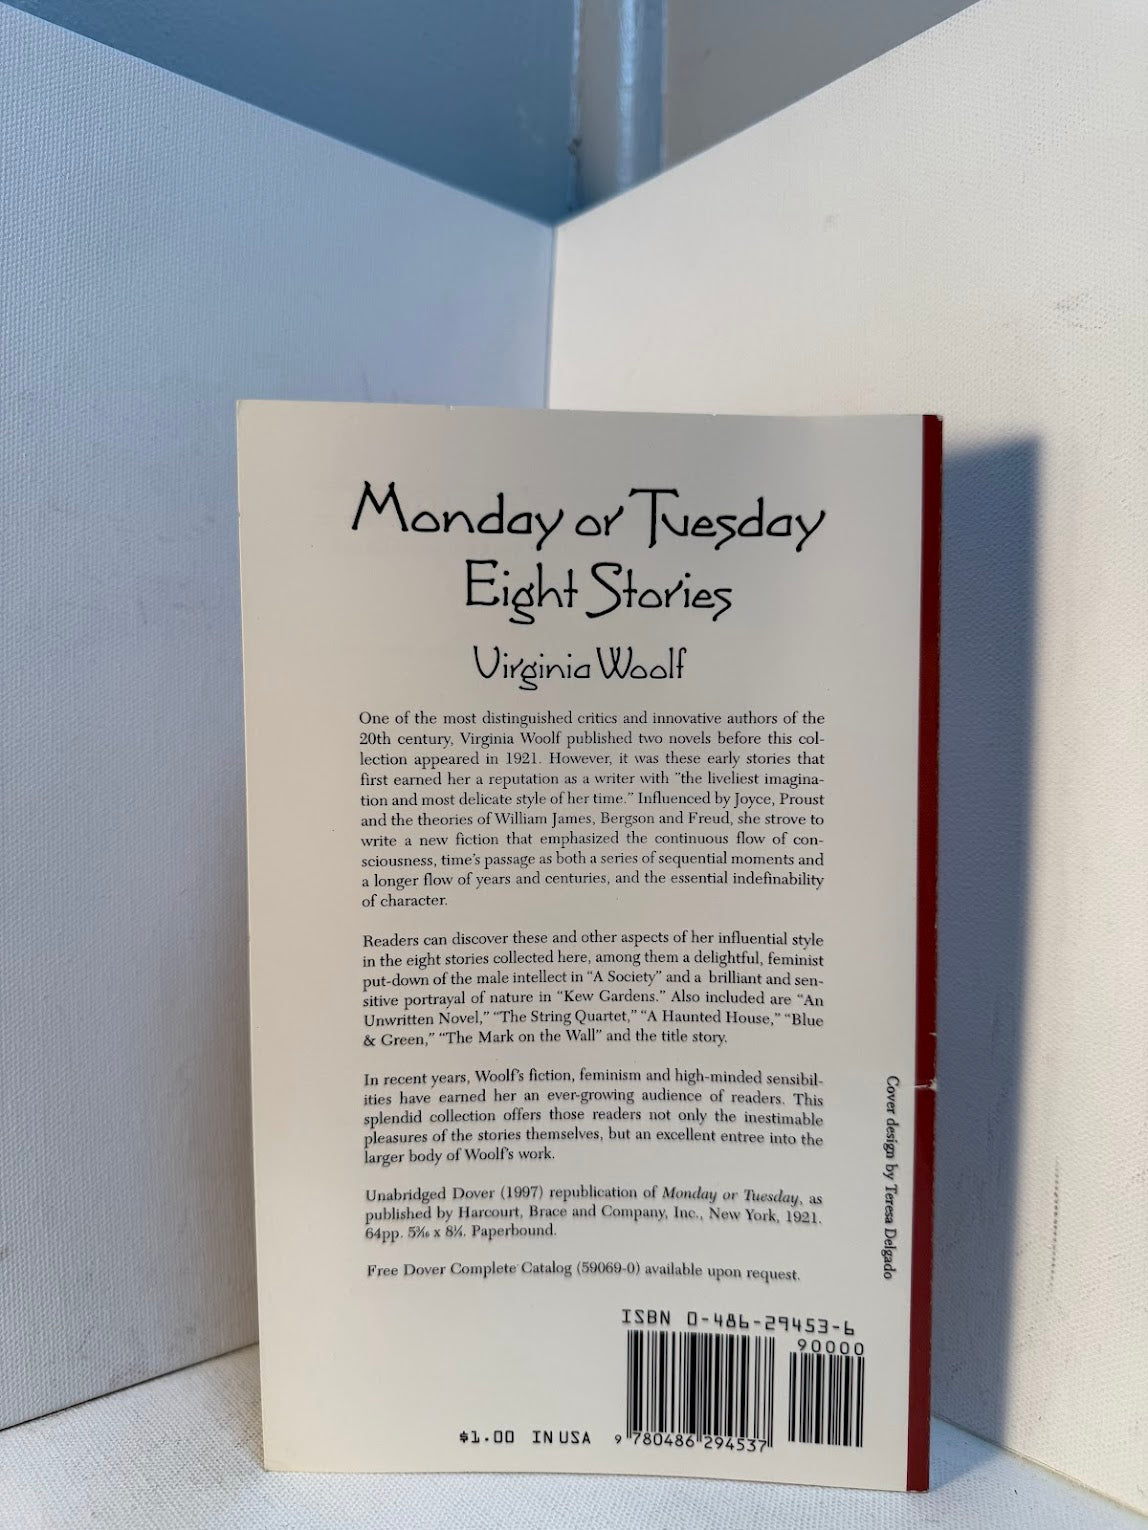 Monday or Tuesday
Eight Stories
Virginia Woolf
One of the most distinguished critics and innovative authors of the
20th century, Virginia Woolf published two novels before this col-
lection appeared in 1921. However, it was these early stories that
first earned her a reputation as a writer with "the liveliest imagina-
tion and most delicate style of her time." Influenced by Joyce, Proust
and the theories of William James, Bergson and Freud, she strove to
write a new fiction that emphasized the continuous flow of con-
sciousness, time's passage as both a series of sequential moments and
a longer flow of years and centuries, and the essential indefinability
of character.
Readers can discover these and other aspects of her influential style
in the eight stories collected here, among them a delightful, feminist
put-down of the male intellect in "A Society" and a brilliant and sen-
sitive portrayal of nature in "Kew Gardens." Also included are "An
Unwritten Novel," "The String Quartet," "A Haunted House," "Blue
& Green," "The Mark on the Wall" and the title story.
In recent years, Woolf's fiction, feminism and high-minded sensibil-
ities have earned her an ever-growing audience of readers. This
splendid collection offers those readers not only the inestimable
pleasures of the stories themselves, but an excellent entree into the
larger body of Woolf's work.
Unabridged Dover (1997) republication of Monday or Tuesday, as
published by Harcourt, Brace and Company, Inc., New York, 1921.
64pp. 5³⁄₁₆ x 8¼. Paperbound.
Free Dover Complete Catalog (59069-0) available upon request.
Cover design by Teresa Delgado
ISBN 0-486-29453-6
90000
$1.00 IN USA
9 780486 294537